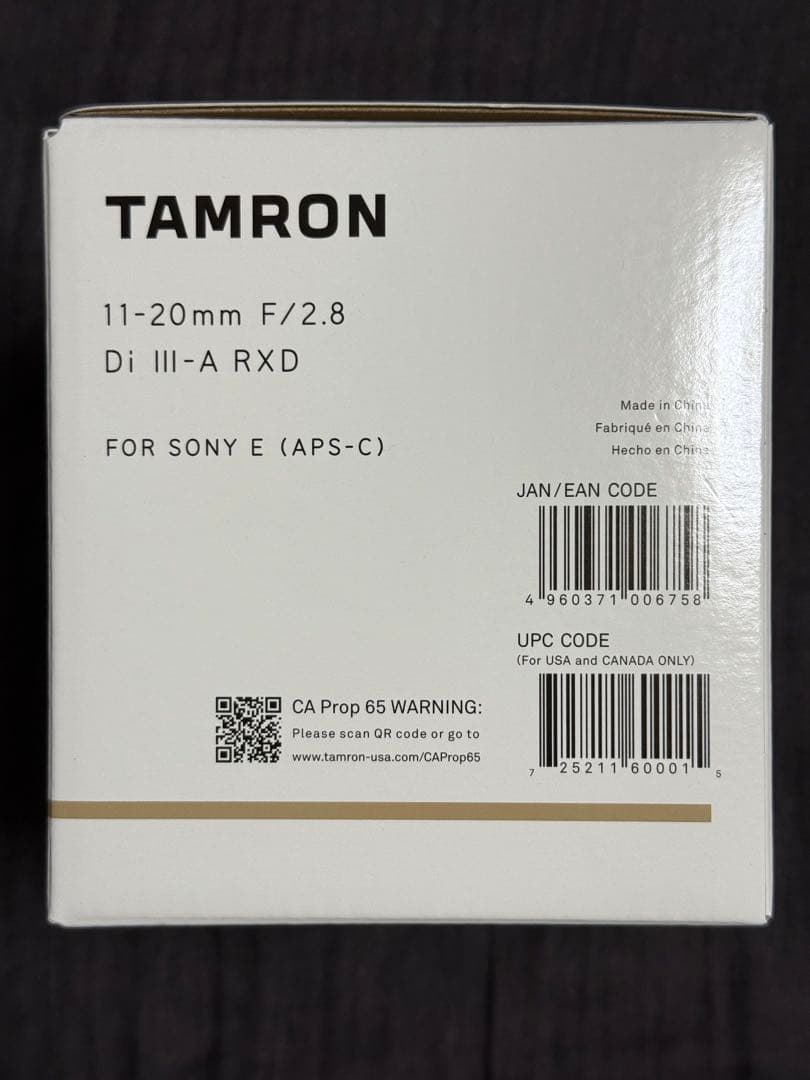 TAMRON
11-20mm F/2.8
Di III-A RXD
FOR SONY E (APS-C)
Made in China
Fabriqué en China
Hecho en China
JAN/EAN CODE
4 960371 006758
UPC CODE
(For USA and CANADA ONLY)
7 25211 60001 5
CA Prop 65 WARNING:
Please scan QR code or go to
www.tamron-usa.com/CAProp65